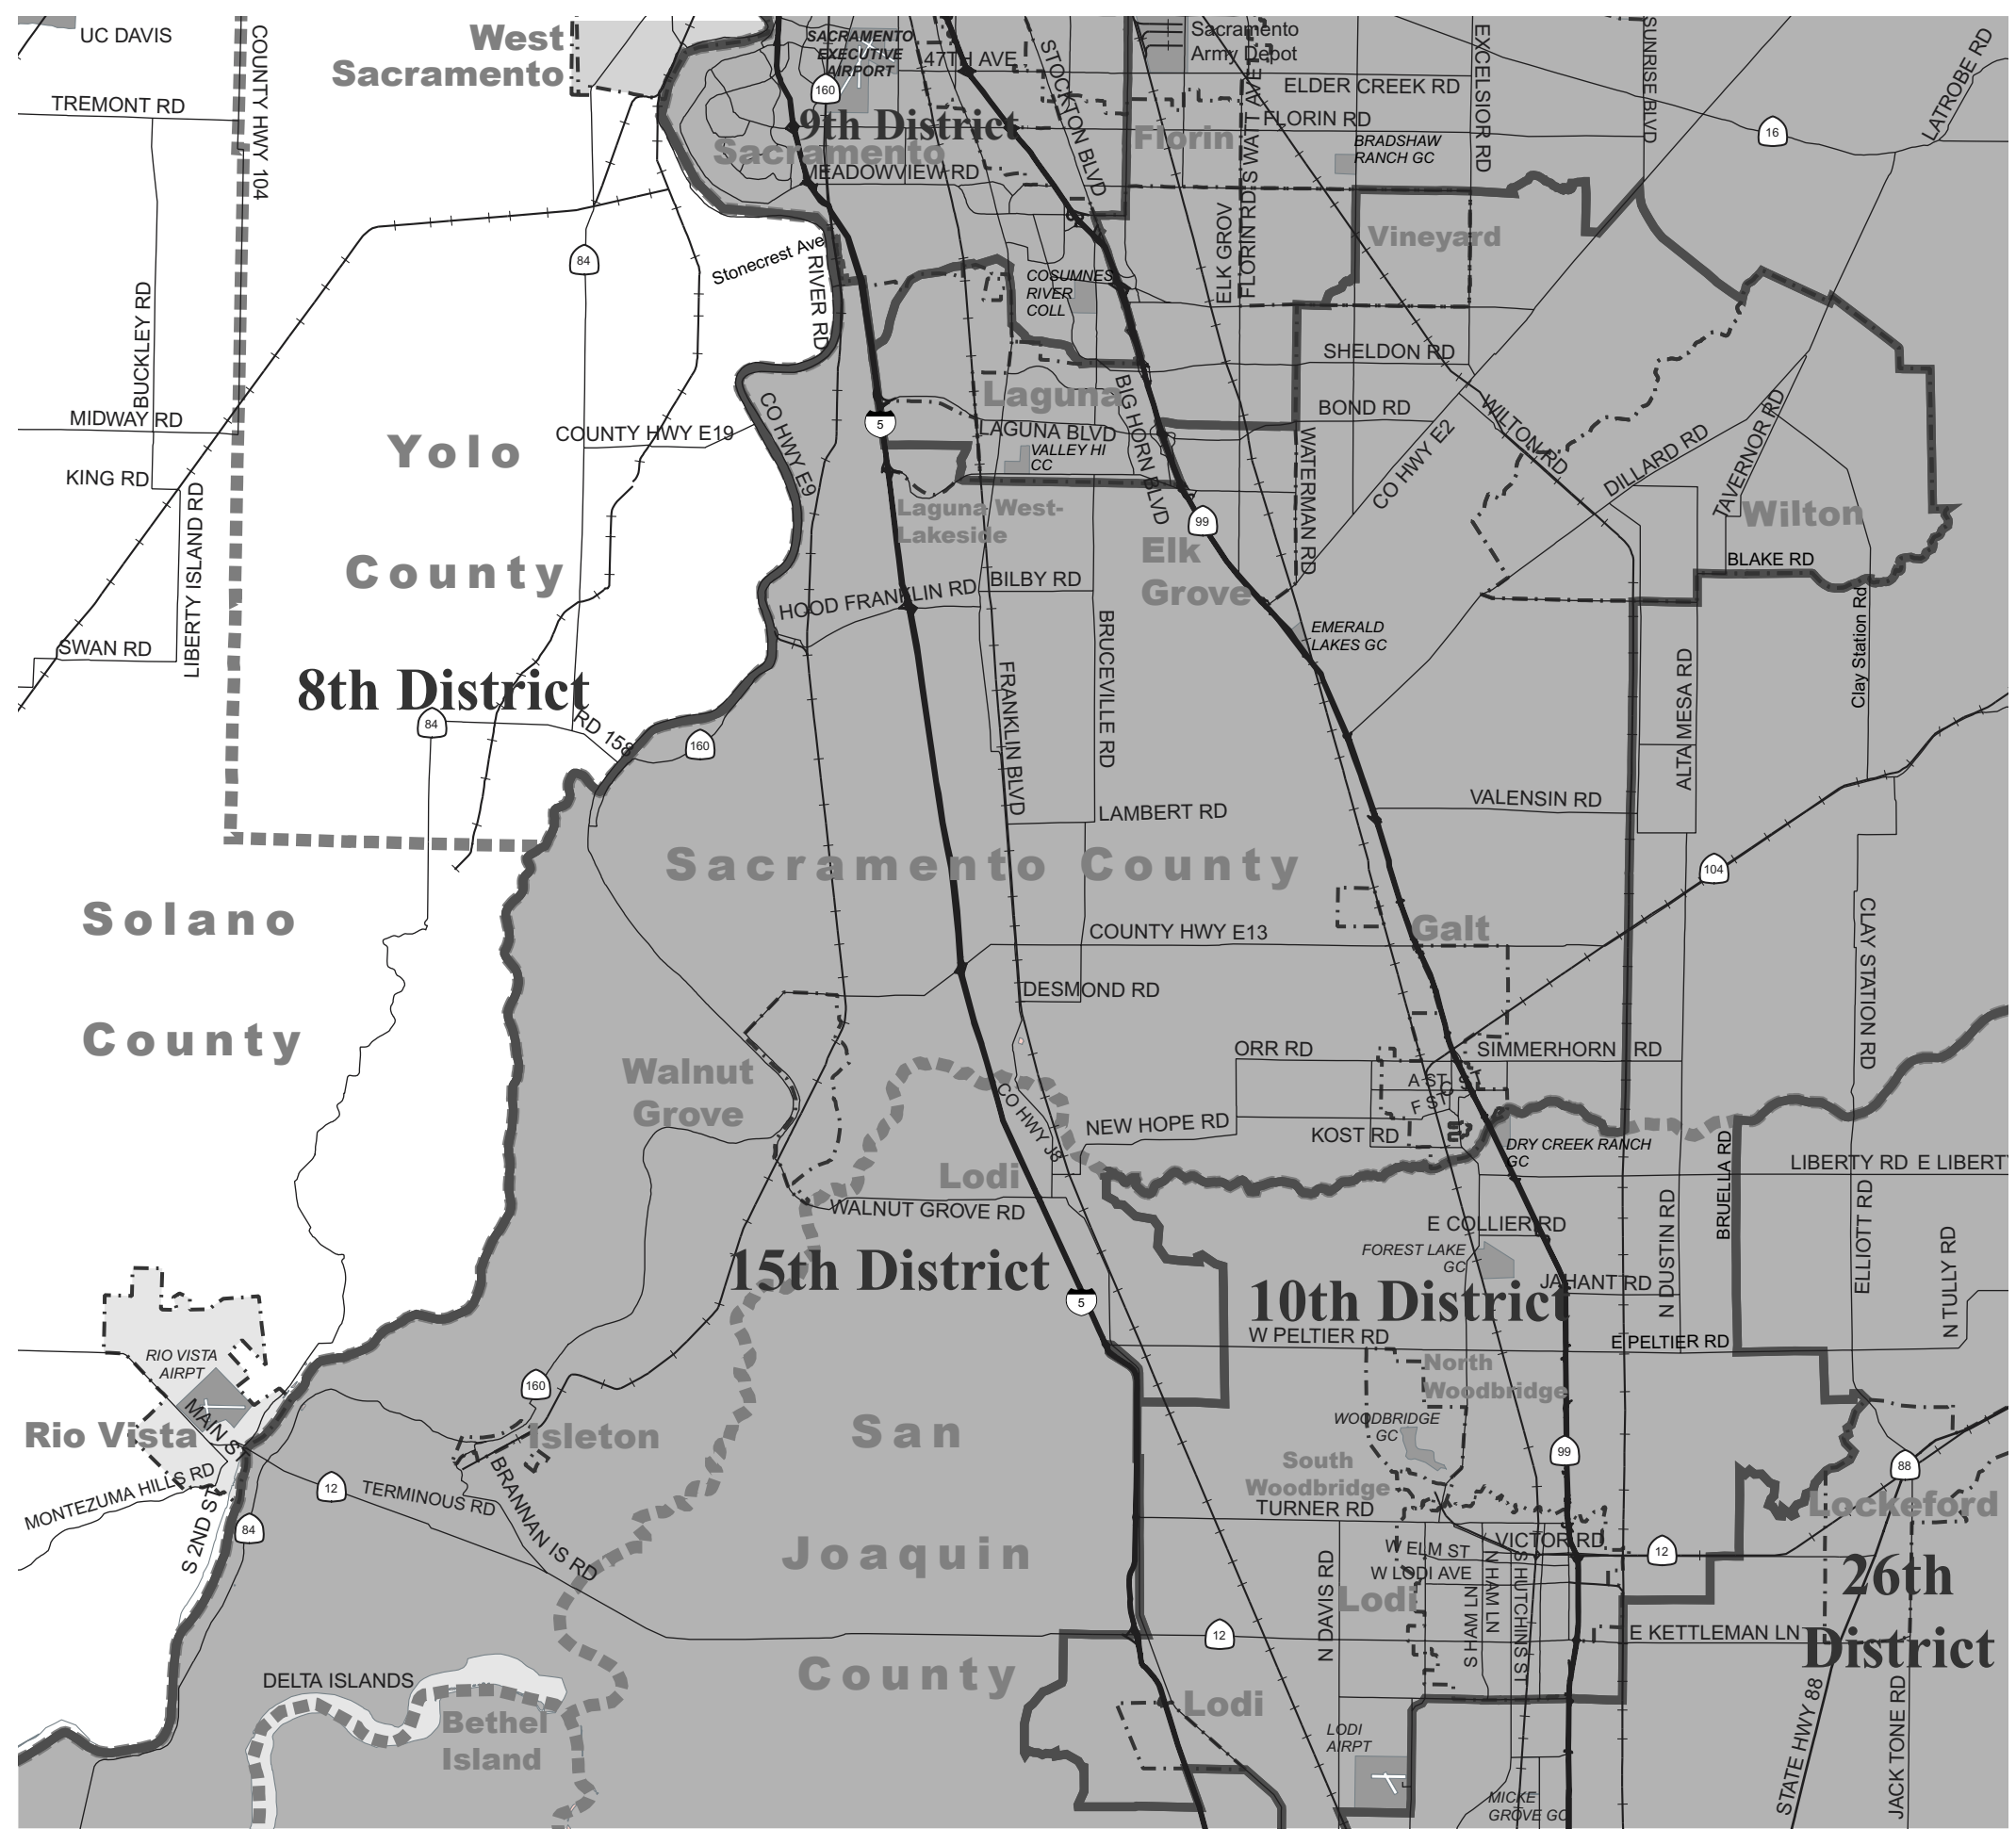 UC DAVIS
West
Sacramento
SACRAMENTO
EXECUTIVE
AIRPORT
Sacramento
Army Depot
47TH AVE
STOCKTON BLVD
EXCELSIOR RD
SUNRISE BLVD
LATROBE RD
COUNTY HWY 104
TREMONT RD
160
ELDER CREEK RD
FLORIN RD
S WATT AVE
16
9th District
Sacramento
Florin
BRADSHAW
RANCH GC
MEADOWVIEW RD
Vineyard
ELK GROV
FLORIN RD
84
Stonecrest Ave
RIVER RD
COSUMNES
RIVER
COLL
BUCKLEY RD
SHELDON RD
Laguna
BIG HORN BLVD
BOND RD
WILTON RD
MIDWAY RD
COUNTY HWY E19
CO HWY E9
5
LAGUNA BLVD
VALLEY HI
CC
WATERMAN RD
CO HWY E2
DILLARD RD
TAVERNOR RD
Yolo
County
KING RD
LIBERTY ISLAND RD
Laguna West-
Lakeside
99
Wilton
Elk
Grove
BLAKE RD
HOOD FRANKLIN RD
BILBY RD
SWAN RD
BRUCEVILLE RD
EMERALD
LAKES GC
Clay Station Rd
8th District
84
RD 158
160
FRANKLIN BLVD
ALTA MESA RD
VALENSIN RD
LAMBERT RD
Sacramento County
104
Solano
County
Galt
COUNTY HWY E13
CLAY STATION RD
DESMOND RD
ORR RD
SIMMERHORN RD
Walnut
Grove
A ST
C ST
F ST
CO HWY J8
NEW HOPE RD
KOST RD
DRY CREEK RANCH
GC
BRUELLA RD
LIBERTY RD
E LIBERT
Lodi
WALNUT GROVE RD
E COLLIER RD
N DUSTIN RD
ELLIOTT RD
N TULLY RD
15th District
FOREST LAKE
GC
JAHANT RD
5
10th District
W PELTIER RD
E PELTIER RD
RIO VISTA
AIRPT
160
North
Woodbridge
Rio Vista
MAIN ST
Isleton
San
Joaquin
County
WOODBRIDGE
GC
99
88
South
Woodbridge
MONTEZUMA HILLS RD
12
TERMINOUS RD
BRANNAN IS RD
TURNER RD
Lockeford
S 2ND ST
84
VICTOR RD
12
W ELM ST
W LODI AVE
N DAVIS RD
Lodi
S HAM LN
N HAM LN
S HUTCHINS ST
26th
District
12
E KETTLEMAN LN
DELTA ISLANDS
Bethel
Island
Lodi
LODI
AIRPT
STATE HWY 88
JACK TONE RD
MICKE
GROVE GC